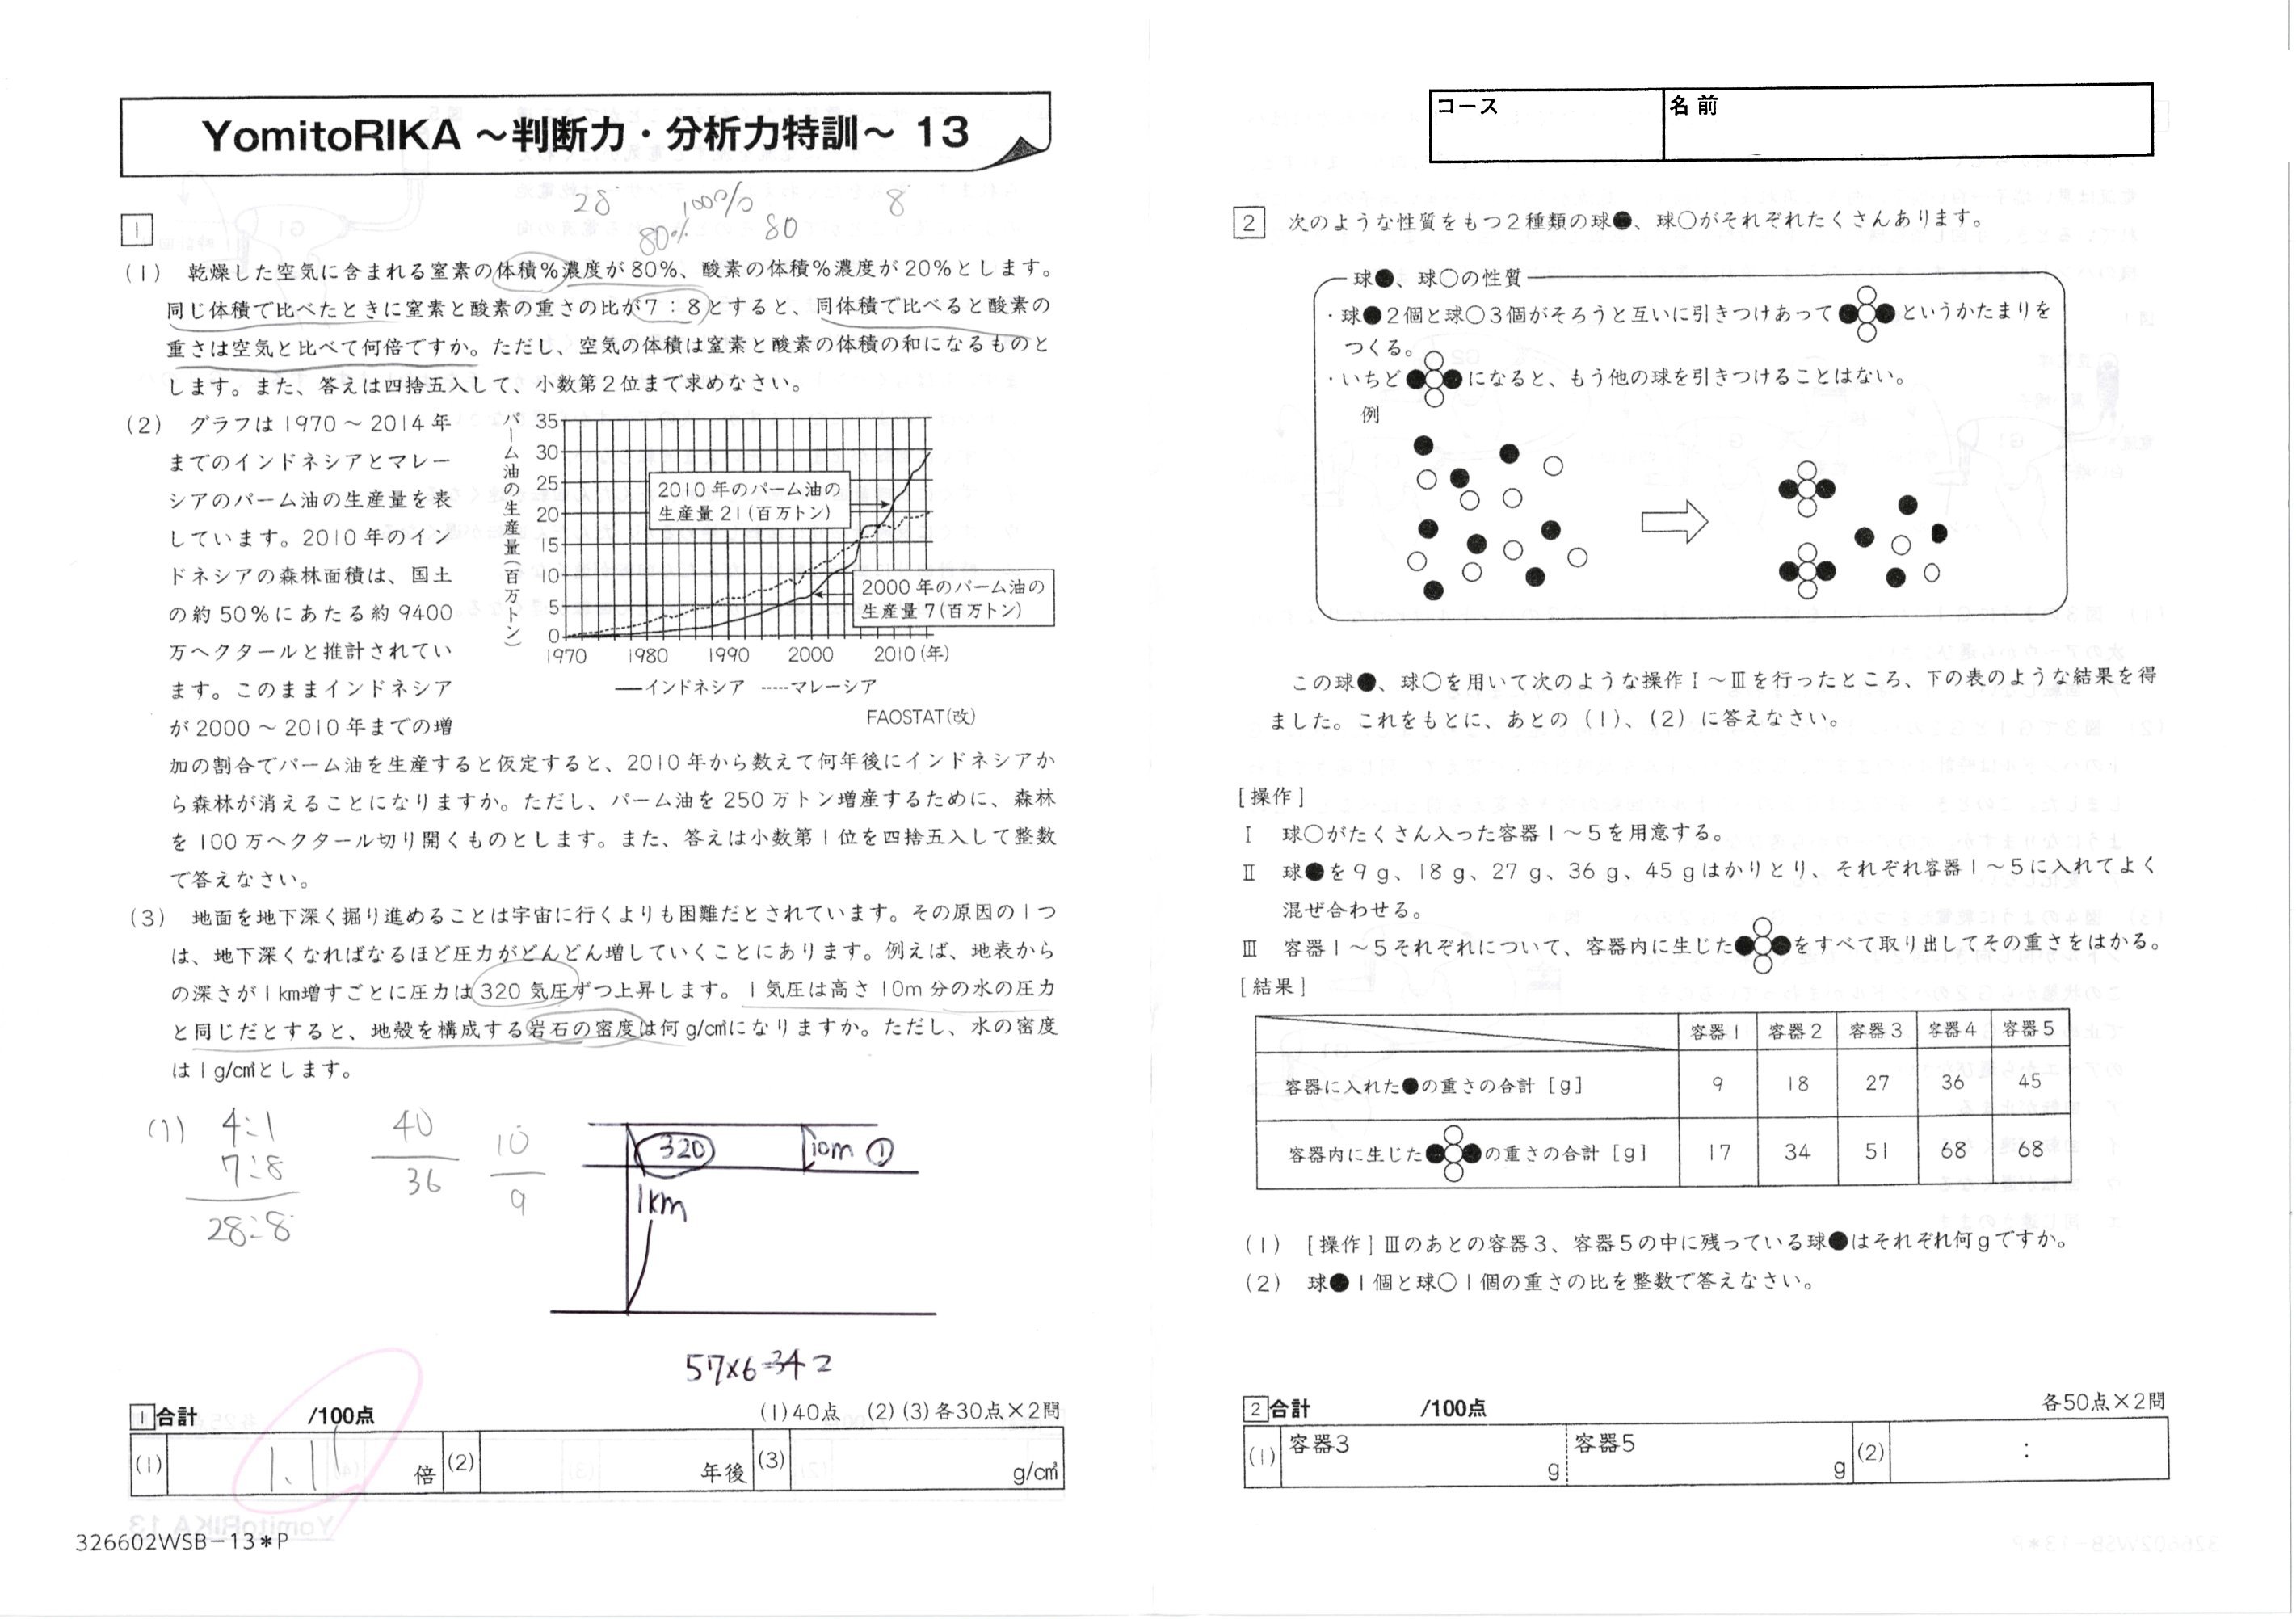 YomitoRIKA ～判断力・分析力特訓～ 13
28 100% 8
80% 80
1
(1) 乾燥した空気に含まれる窒素の体積％濃度が80％、酸素の体積％濃度が20％とします。
同じ体積で比べたときに窒素と酸素の重さの比が7：8とすると、同体積で比べると酸素の
重さは空気と比べて何倍ですか。ただし、空気の体積は窒素と酸素の体積の和になるものと
します。また、答えは四捨五入して、小数第2位まで求めなさい。
(2) グラフは1970～2014年
までのインドネシアとマレー
シアのパーム油の生産量を表
しています。2010年のイン
ドネシアの森林面積は、国土
の約50％にあたる約9400
万ヘクタールと推計されてい
ます。このままインドネシア
が2000～2010年までの増
加の割合でパーム油を生産すると仮定すると、2010年から数えて何年後にインドネシアか
ら森林が消えることになりますか。ただし、パーム油を250万トン増産するために、森林
を100万ヘクタール切り開くものとします。また、答えは小数第1位を四捨五入して整数
で答えなさい。
パーム油の生産量(百万トン)
35
30
25
20
15
10
5
0
2010年のパーム油の
生産量21(百万トン)
2000年のパーム油の
生産量7(百万トン)
1970 1980 1990 2000 2010(年)
―インドネシア -----マレーシア
FAOSTAT(改)
(3) 地面を地下深く掘り進めることは宇宙に行くよりも困難だとされています。その原因の1つ
は、地下深くなればなるほど圧力がどんどん増していくことにあります。例えば、地表から
の深さが1km増すごとに圧力は320気圧ずつ上昇します。1気圧は高さ10m分の水の圧力
と同じだとすると、地殻を構成する岩石の密度は何g/cm³になりますか。ただし、水の密度
は1g/cm³とします。
(1) 4:1
7:8
28:8
40
36
10
9
320 10m ①
1km
57×6=342
1合計 /100点 (1)40点 (2)(3)各30点×2問
(1) 1.11 倍 (2) 年後 (3) g/cm³
326602WSB-13＊P
コース 名前
2 次のような性質をもつ2種類の球●、球○がそれぞれたくさんあります。
球●、球○の性質
・球●2個と球○3個がそろうと互いに引きつけあって というかたまりを
つくる。
・いちど になると、もう他の球を引きつけることはない。
例
この球●、球○を用いて次のような操作Ⅰ～Ⅲを行ったところ、下の表のような結果を得
ました。これをもとに、あとの(1)、(2)に答えなさい。
[操作]
Ⅰ 球○がたくさん入った容器1～5を用意する。
Ⅱ 球●を9g、18g、27g、36g、45gはかりとり、それぞれ容器1～5に入れてよく
混ぜ合わせる。
Ⅲ 容器1～5それぞれについて、容器内に生じた をすべて取り出してその重さをはかる。
[結果]
容器1 容器2 容器3 容器4 容器5
容器に入れた●の重さの合計[g] 9 18 27 36 45
容器内に生じた の重さの合計[g] 17 34 51 68 68
(1) [操作]Ⅲのあとの容器3、容器5の中に残っている球●はそれぞれ何gですか。
(2) 球●1個と球○1個の重さの比を整数で答えなさい。
2合計 /100点 各50点×2問
(1) 容器3 g 容器5 g (2) ：